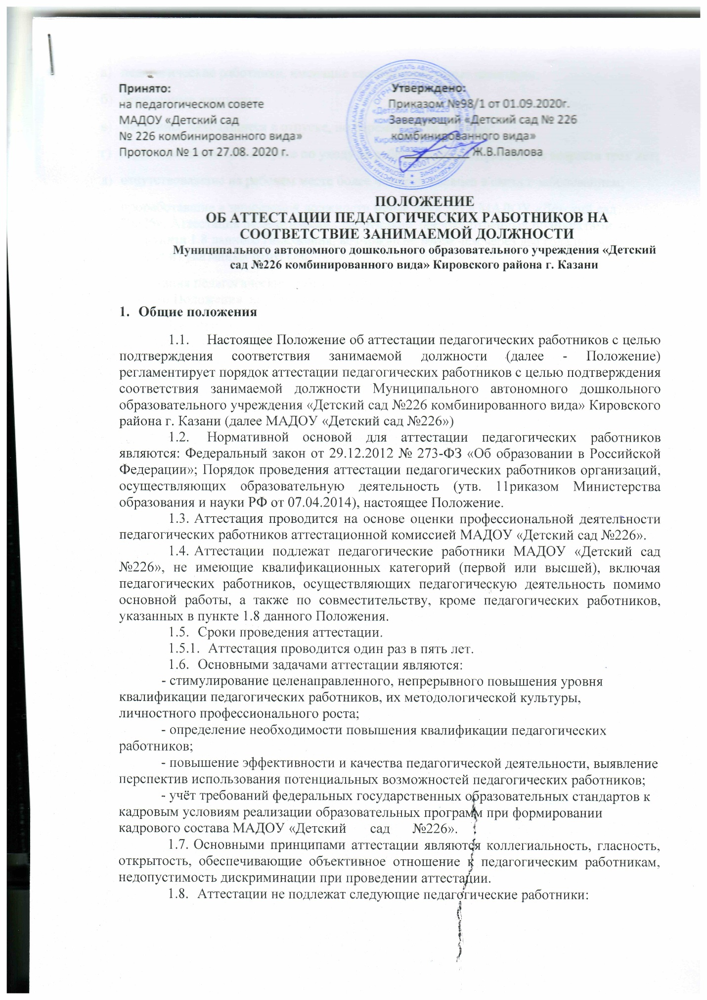 Принято:
на педагогическом совете
МАДОУ «Детский сад
№ 226 комбинированного вида»
Протокол № 1 от 27.08. 2020 г.
Утверждено:
Приказом №98/1 от 01.09.2020г.
Заведующий «Детский сад № 226
комбинированного вида»
Ж.В.Павлова
ПОЛОЖЕНИЕ
ОБ АТТЕСТАЦИИ ПЕДАГОГИЧЕСКИХ РАБОТНИКОВ НА
СООТВЕТСТВИЕ ЗАНИМАЕМОЙ ДОЛЖНОСТИ
Муниципального автономного дошкольного образовательного учреждения «Детский
сад №226 комбинированного вида» Кировского района г. Казани
1. Общие положения
1.1. Настоящее Положение об аттестации педагогических работников с целью
подтверждения соответствия занимаемой должности (далее - Положение)
регламентирует порядок аттестации педагогических работников с целью подтверждения
соответствия занимаемой должности Муниципального автономного дошкольного
образовательного учреждения «Детский сад №226 комбинированного вида» Кировского
района г. Казани (далее МАДОУ «Детский сад №226»)
1.2. Нормативной основой для аттестации педагогических работников
являются: Федеральный закон от 29.12.2012 № 273-ФЗ «Об образовании в Российской
Федерации»; Порядок проведения аттестации педагогических работников организаций,
осуществляющих образовательную деятельность (утв. 11риказом Министерства
образования и науки РФ от 07.04.2014), настоящее Положение.
1.3. Аттестация проводится на основе оценки профессиональной деятельности
педагогических работников аттестационной комиссией МАДОУ «Детский сад №226».
1.4. Аттестации подлежат педагогические работники МАДОУ «Детский сад
№226», не имеющие квалификационных категорий (первой или высшей), включая
педагогических работников, осуществляющих педагогическую деятельность помимо
основной работы, а также по совместительству, кроме педагогических работников,
указанных в пункте 1.8 данного Положения.
1.5. Сроки проведения аттестации.
1.5.1. Аттестация проводится один раз в пять лет.
1.6. Основными задачами аттестации являются:
- стимулирование целенаправленного, непрерывного повышения уровня
квалификации педагогических работников, их методологической культуры,
личностного профессионального роста;
- определение необходимости повышения квалификации педагогических
работников;
- повышение эффективности и качества педагогической деятельности, выявление
перспектив использования потенциальных возможностей педагогических работников;
- учёт требований федеральных государственных образовательных стандартов к
кадровым условиям реализации образовательных программ при формировании
кадрового состава МАДОУ «Детский сад №226».
1.7. Основными принципами аттестации являются коллегиальность, гласность,
открытость, обеспечивающие объективное отношение к педагогическим работникам,
недопустимость дискриминации при проведении аттестации.
1.8. Аттестации не подлежат следующие педагогические работники: